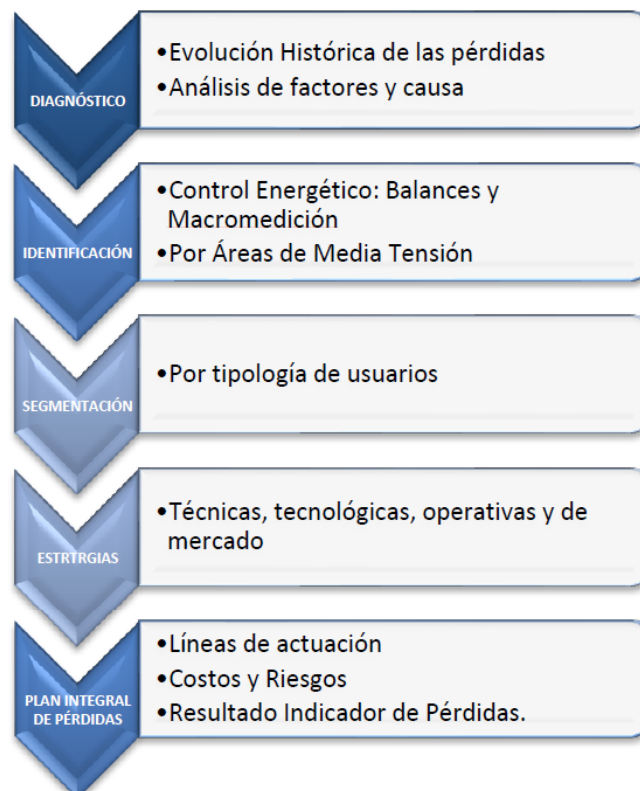 DIAGNÓSTICO
•Evolución Histórica de las pérdidas
•Análisis de factores y causa
IDENTIFICACIÓN
•Control Energético: Balances y
Macromedición
•Por Áreas de Media Tensión
SEGMENTACIÓN
•Por tipología de usuarios
ESTRTRGIAS
•Técnicas, tecnológicas, operativas y de
mercado
PLAN INTEGRAL
DE PÉRDIDAS
•Líneas de actuación
•Costos y Riesgos
•Resultado Indicador de Pérdidas.